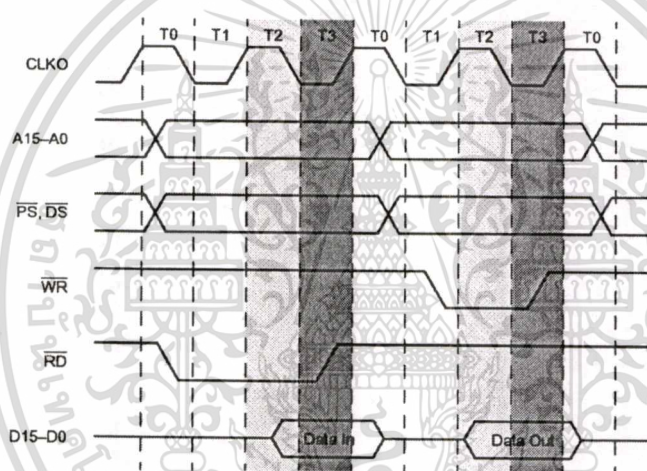 T0 T1 T2 T3 T0 T1 T2 T3 T0
CLKO
A15–A0
PS, DS
WR
RD
D15–D0 Data In Data Out